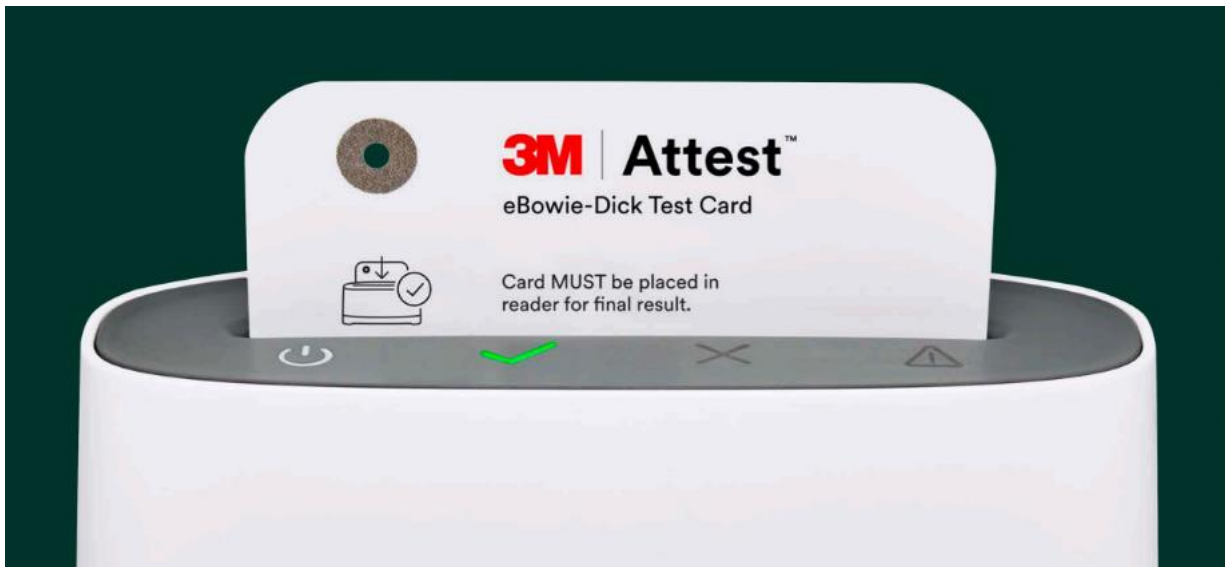 3M | Attest™
eBowie-Dick Test Card
Card MUST be placed in
reader for final result.